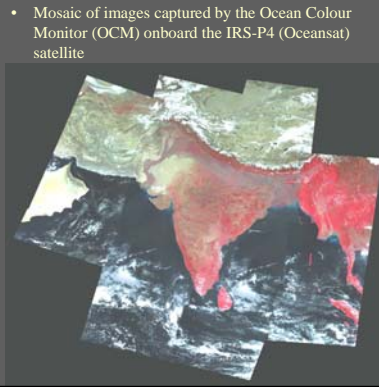 • Mosaic of images captured by the Ocean Colour
Monitor (OCM) onboard the IRS-P4 (Oceansat)
satellite